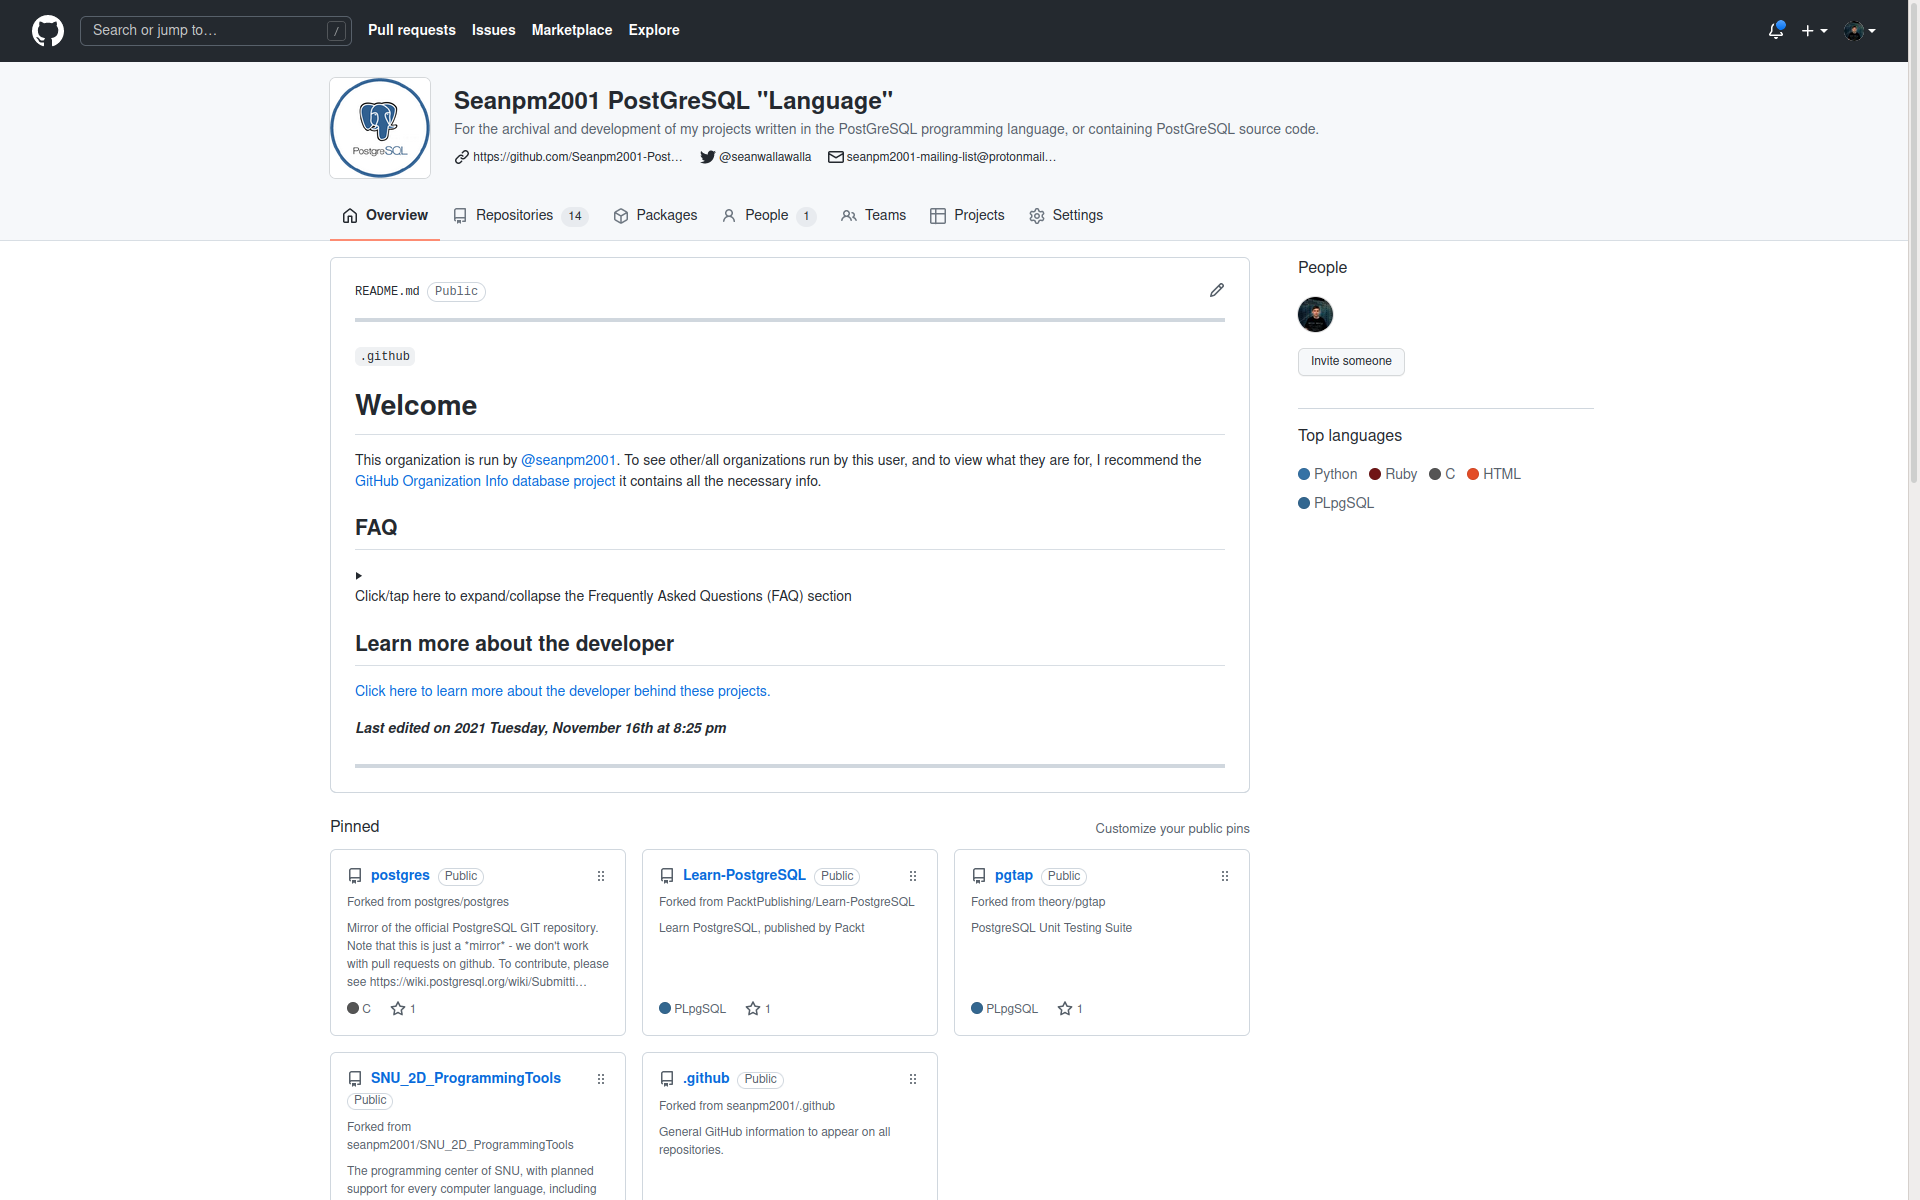 Search or jump to…
/
Pull requests
Issues
Marketplace
Explore
PostgreSQL
Seanpm2001 PostGreSQL "Language"
For the archival and development of my projects written in the PostGreSQL programming language, or containing PostGreSQL source code.
https://github.com/Seanpm2001-Post…
@seanwallawalla
seanpm2001-mailing-list@protonmail…
Overview
Repositories 14
Packages
People 1
Teams
Projects
Settings
README.md Public
.github
Welcome
This organization is run by @seanpm2001. To see other/all organizations run by this user, and to view what they are for, I recommend the
GitHub Organization Info database project it contains all the necessary info.
FAQ
Click/tap here to expand/collapse the Frequently Asked Questions (FAQ) section
Learn more about the developer
Click here to learn more about the developer behind these projects.
Last edited on 2021 Tuesday, November 16th at 8:25 pm
People
Invite someone
Top languages
Python Ruby C HTML
PLpgSQL
Pinned
Customize your public pins
postgres Public
Forked from postgres/postgres
Mirror of the official PostgreSQL GIT repository.
Note that this is just a *mirror* - we don't work
with pull requests on github. To contribute, please
see https://wiki.postgresql.org/wiki/Submitti…
C 1
Learn-PostgreSQL Public
Forked from PacktPublishing/Learn-PostgreSQL
Learn PostgreSQL, published by Packt
PLpgSQL 1
pgtap Public
Forked from theory/pgtap
PostgreSQL Unit Testing Suite
PLpgSQL 1
SNU_2D_ProgrammingTools
Public
Forked from
seanpm2001/SNU_2D_ProgrammingTools
The programming center of SNU, with planned
support for every computer language, including
.github Public
Forked from seanpm2001/.github
General GitHub information to appear on all
repositories.